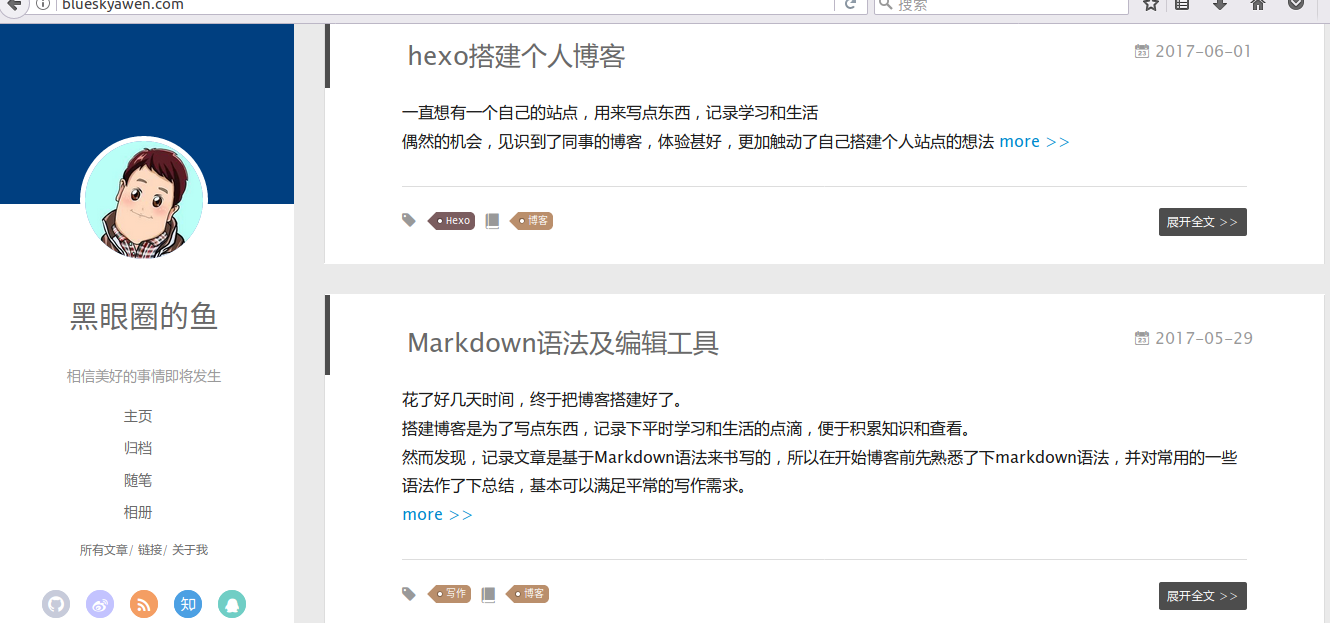 blueskyawen.com
搜索
黑眼圈的鱼
相信美好的事情即将发生
主页
归档
随笔
相册
所有文章/ 链接/ 关于我
知
hexo搭建个人博客
23 2017-06-01
一直想有一个自己的站点，用来写点东西，记录学习和生活
偶然的机会，见识到了同事的博客，体验甚好，更加触动了自己搭建个人站点的想法 more >>
Hexo 博客
展开全文 >>
Markdown语法及编辑工具
23 2017-05-29
花了好几天时间，终于把博客搭建好了。
搭建博客是为了写点东西，记录下平时学习和生活的点滴，便于积累知识和查看。
然而发现，记录文章是基于Markdown语法来书写的，所以在开始博客前先熟悉了下markdown语法，并对常用的一些
语法作了下总结，基本可以满足平常的写作需求。
more >>
写作 博客
展开全文 >>